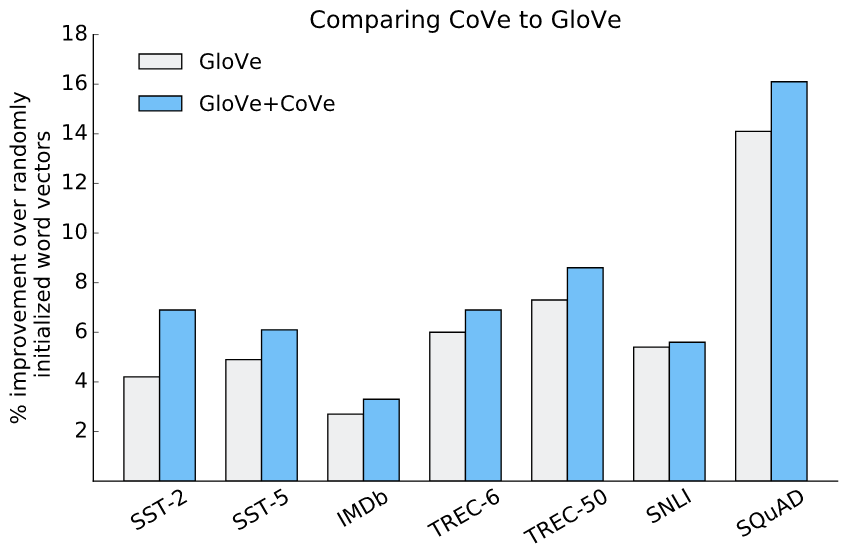 Comparing CoVe to GloVe
GloVe
GloVe+CoVe
% improvement over randomly
initialized word vectors
18
16
14
12
10
8
6
4
2
SST-2
SST-5
IMDb
TREC-6
TREC-50
SNLI
SQuAD